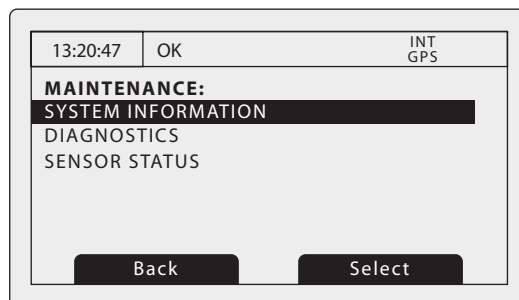 13:20:47 OK INT
GPS
MAINTENANCE:
SYSTEM INFORMATION
DIAGNOSTICS
SENSOR STATUS
Back Select